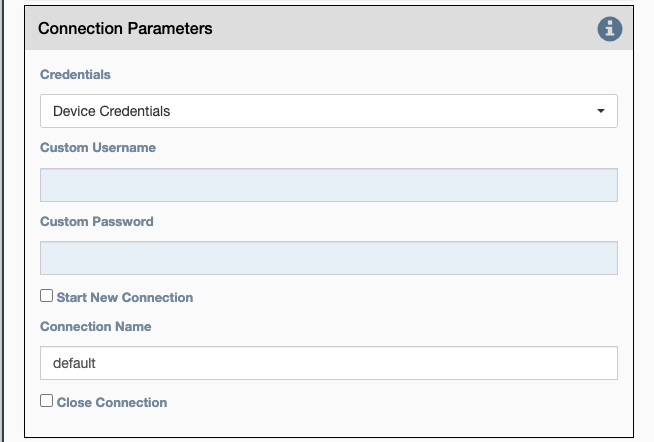 Connection Parameters
Credentials
Device Credentials
Custom Username
Custom Password
Start New Connection
Connection Name
default
Close Connection